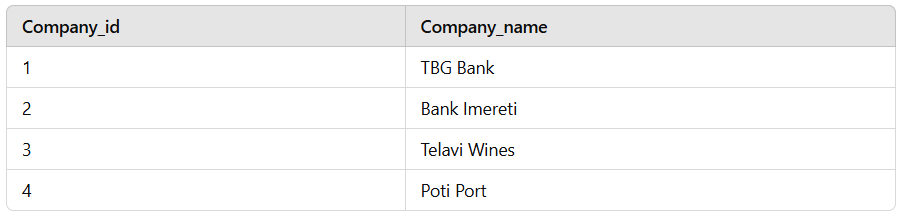 Company_id Company_name
1 TBG Bank
2 Bank Imereti
3 Telavi Wines
4 Poti Port